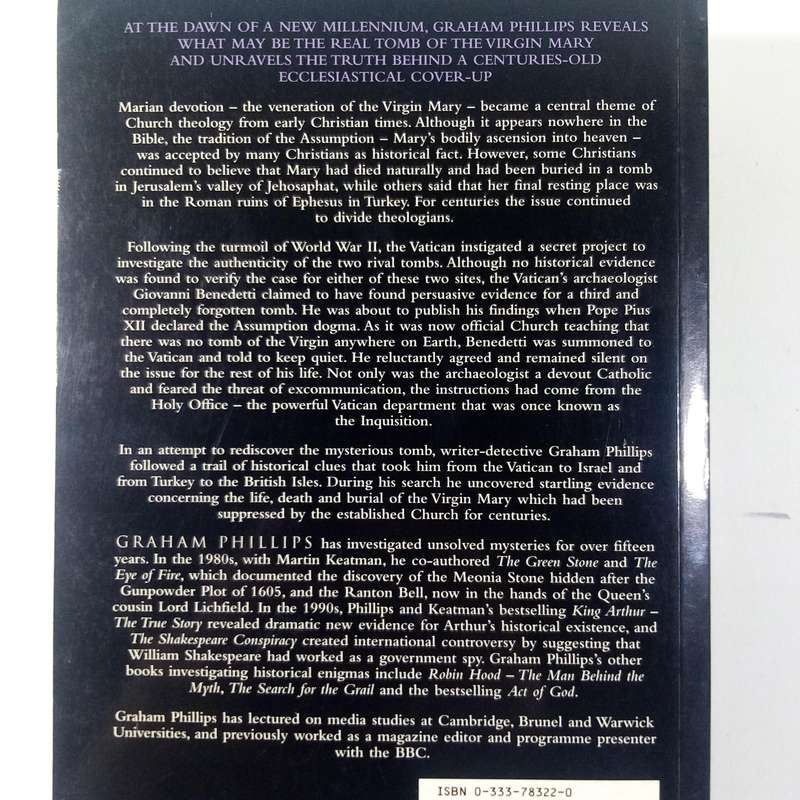 AT THE DAWN OF A NEW MILLENNIUM, GRAHAM PHILLIPS REVEALS
WHAT MAY BE THE REAL TOMB OF THE VIRGIN MARY
AND UNRAVELS THE TRUTH BEHIND A CENTURIES-OLD
ECCLESIASTICAL COVER-UP
Marian devotion – the veneration of the Virgin Mary – became a central theme of
Church theology from early Christian times. Although it appears nowhere in the
Bible, the tradition of the Assumption – Mary's bodily ascension into heaven –
was accepted by many Christians as historical fact. However, some Christians
continued to believe that Mary had died naturally and had been buried in a tomb
in Jerusalem's valley of Jehosaphat, while others said that her final resting place was
in the Roman ruins of Ephesus in Turkey. For centuries the issue continued
to divide theologians.
Following the turmoil of World War II, the Vatican instigated a secret project to
investigate the authenticity of the two rival tombs. Although no historical evidence
was found to verify the case for either of these two sites, the Vatican's archaeologist
Giovanni Benedetti claimed to have found persuasive evidence for a third and
completely forgotten tomb. He was about to publish his findings when Pope Pius
XII declared the Assumption dogma. As it was now official Church teaching that
there was no tomb of the Virgin anywhere on Earth, Benedetti was summoned to
the Vatican and told to keep quiet. He reluctantly agreed and remained silent on
the issue for the rest of his life. Not only was the archaeologist a devout Catholic
and feared the threat of excommunication, the instructions had come from the
Holy Office – the powerful Vatican department that was once known as
the Inquisition.
In an attempt to rediscover the mysterious tomb, writer-detective Graham Phillips
followed a trail of historical clues that took him from the Vatican to Israel and
from Turkey to the British Isles. During his search he uncovered startling evidence
concerning the life, death and burial of the Virgin Mary which had been
suppressed by the established Church for centuries.
GRAHAM PHILLIPS has investigated unsolved mysteries for over fifteen
years. In the 1980s, with Martin Keatman, he co-authored The Green Stone and The
Eye of Fire, which documented the discovery of the Meonia Stone hidden after the
Gunpowder Plot of 1605, and the Ranton Bell, now in the hands of the Queen's
cousin Lord Lichfield. In the 1990s, Phillips and Keatman's bestselling King Arthur –
The True Story revealed dramatic new evidence for Arthur's historical existence, and
The Shakespeare Conspiracy created international controversy by suggesting that
William Shakespeare had worked as a government spy. Graham Phillips's other
books investigating historical enigmas include Robin Hood – The Man Behind the
Myth, The Search for the Grail and the bestselling Act of God.
Graham Phillips has lectured on media studies at Cambridge, Brunel and Warwick
Universities, and previously worked as a magazine editor and programme presenter
with the BBC.
ISBN 0-333-78322-0